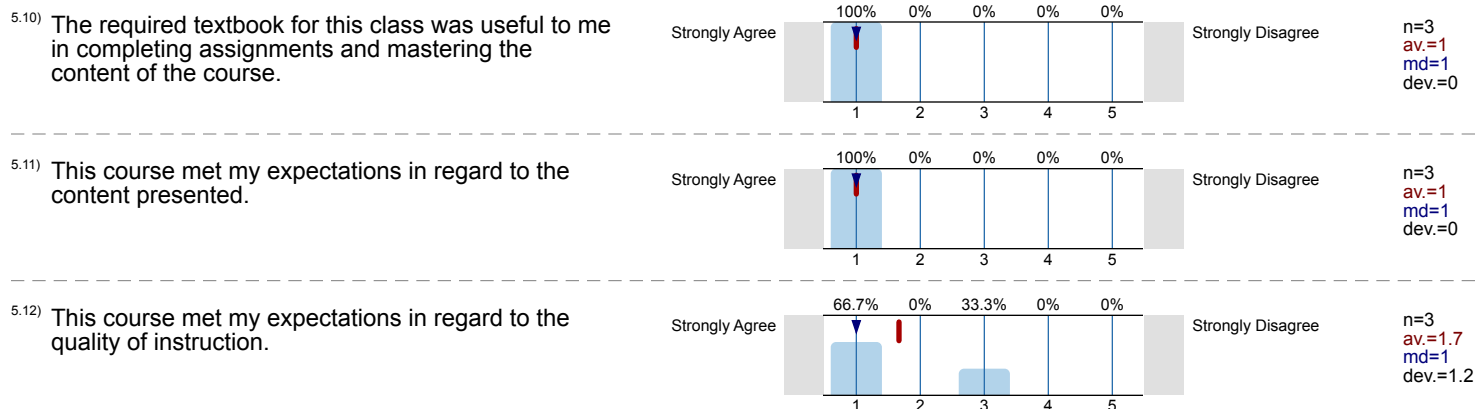 5.10) The required textbook for this class was useful to me
in completing assignments and mastering the
content of the course.
100% 0% 0% 0% 0%
Strongly Agree Strongly Disagree
1 2 3 4 5
n=3
av.=1
md=1
dev.=0
5.11) This course met my expectations in regard to the
content presented.
100% 0% 0% 0% 0%
Strongly Agree Strongly Disagree
1 2 3 4 5
n=3
av.=1
md=1
dev.=0
5.12) This course met my expectations in regard to the
quality of instruction.
66.7% 0% 33.3% 0% 0%
Strongly Agree Strongly Disagree
1 2 3 4 5
n=3
av.=1.7
md=1
dev.=1.2